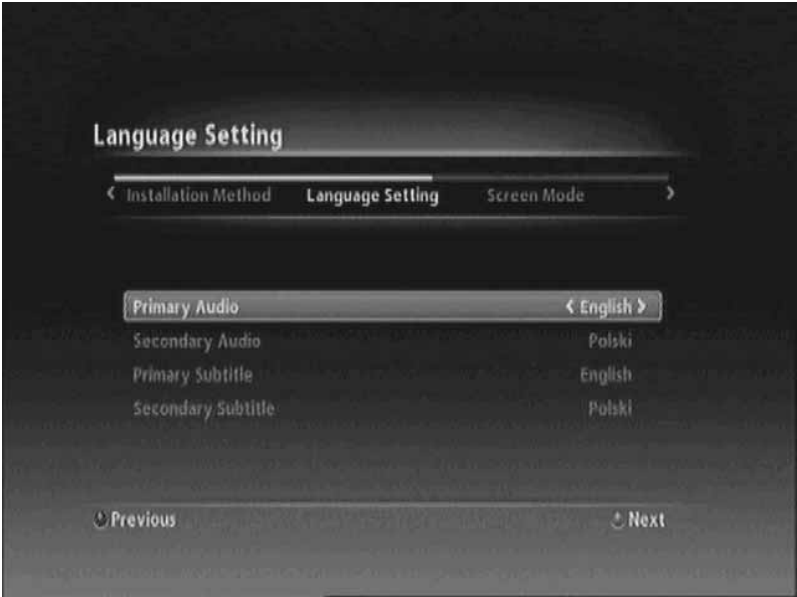 Language Setting
Installation Method Language Setting Screen Mode
Primary Audio English
Secondary Audio Polski
Primary Subtitle English
Secondary Subtitle Polski
Previous Next